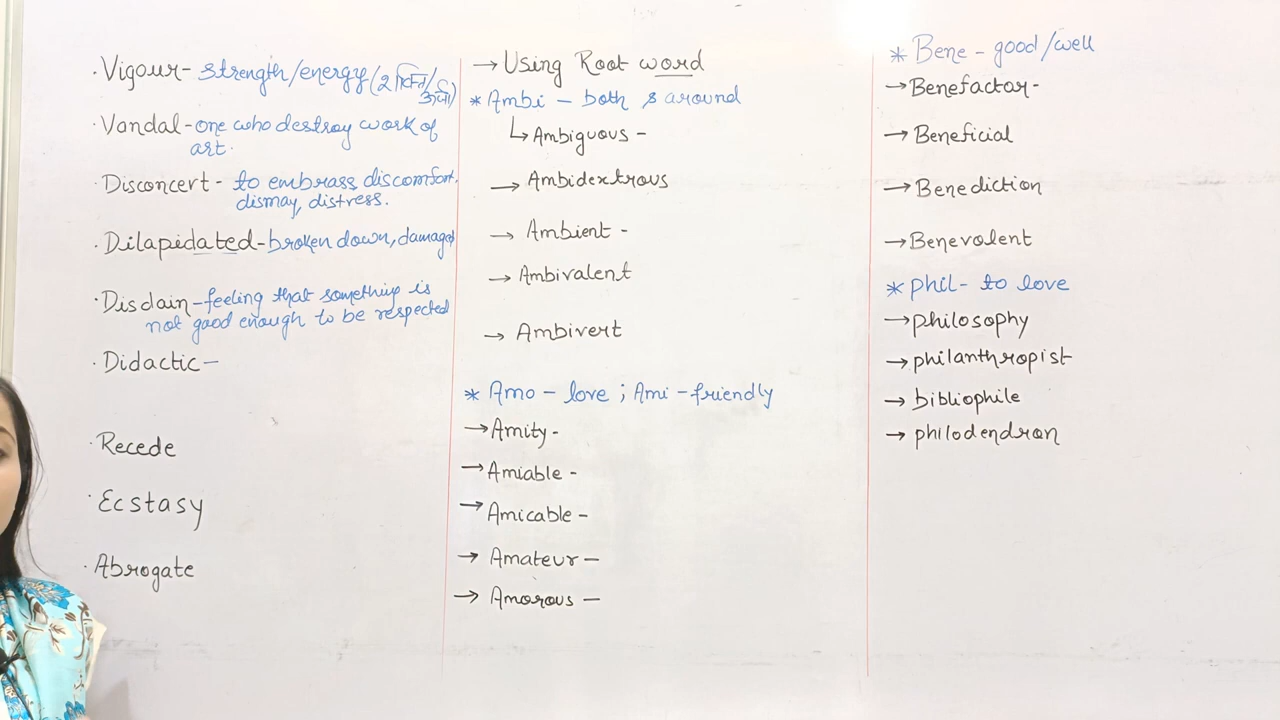 · Vigour - strength/energy (शक्ति/
ऊर्जा)
· Vandal - one who destroy work of
art.
· Disconcert - to embrass discomfort,
dismay, distress.
· Dilapidated - broken down, damaged
· Disdain - feeling that something is
not good enough to be respected
· Didactic -
· Recede
· Ecstasy
· Abrogate
→ Using Root word
* Ambi - both & around
↳ Ambiguous -
→ Ambidextrous
→ Ambient -
→ Ambivalent
→ Ambivert
* Amo - love ; Ami - friendly
→ Amity -
→ Amiable -
→ Amicable -
→ Amateur -
→ Amorous -
* Bene - good/well
→ Benefactor -
→ Beneficial
→ Benediction
→ Benevolent
* phil - to love
→ philosophy
→ philanthropist
→ bibliophile
→ philodendron